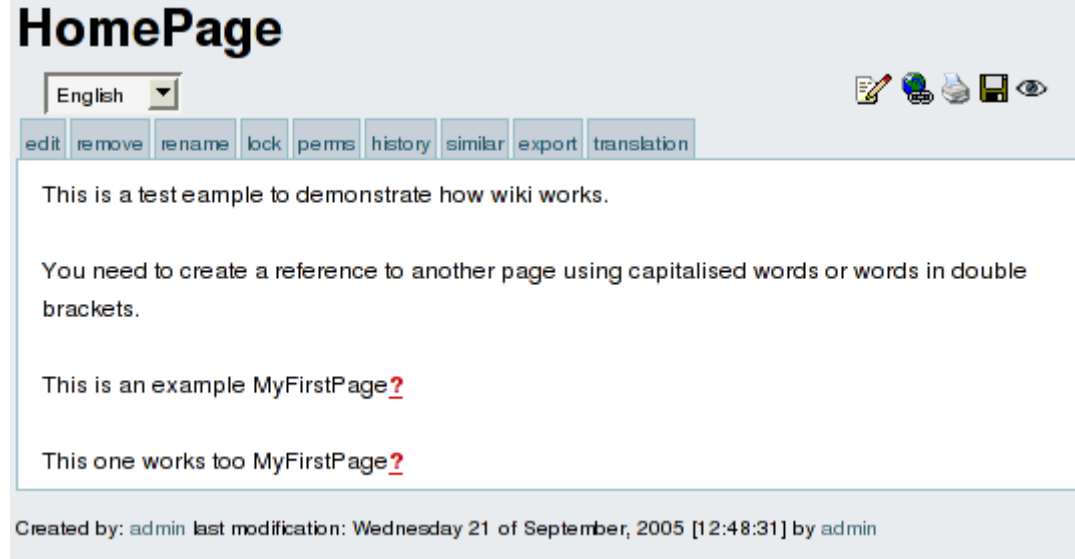 HomePage
English
edit remove rename lock perms history similar export translation
This is a test eample to demonstrate how wiki works.
You need to create a reference to another page using capitalised words or words in double
brackets.
This is an example MyFirstPage?
This one works too MyFirstPage?
Created by: admin last modification: Wednesday 21 of September, 2005 [12:48:31] by admin